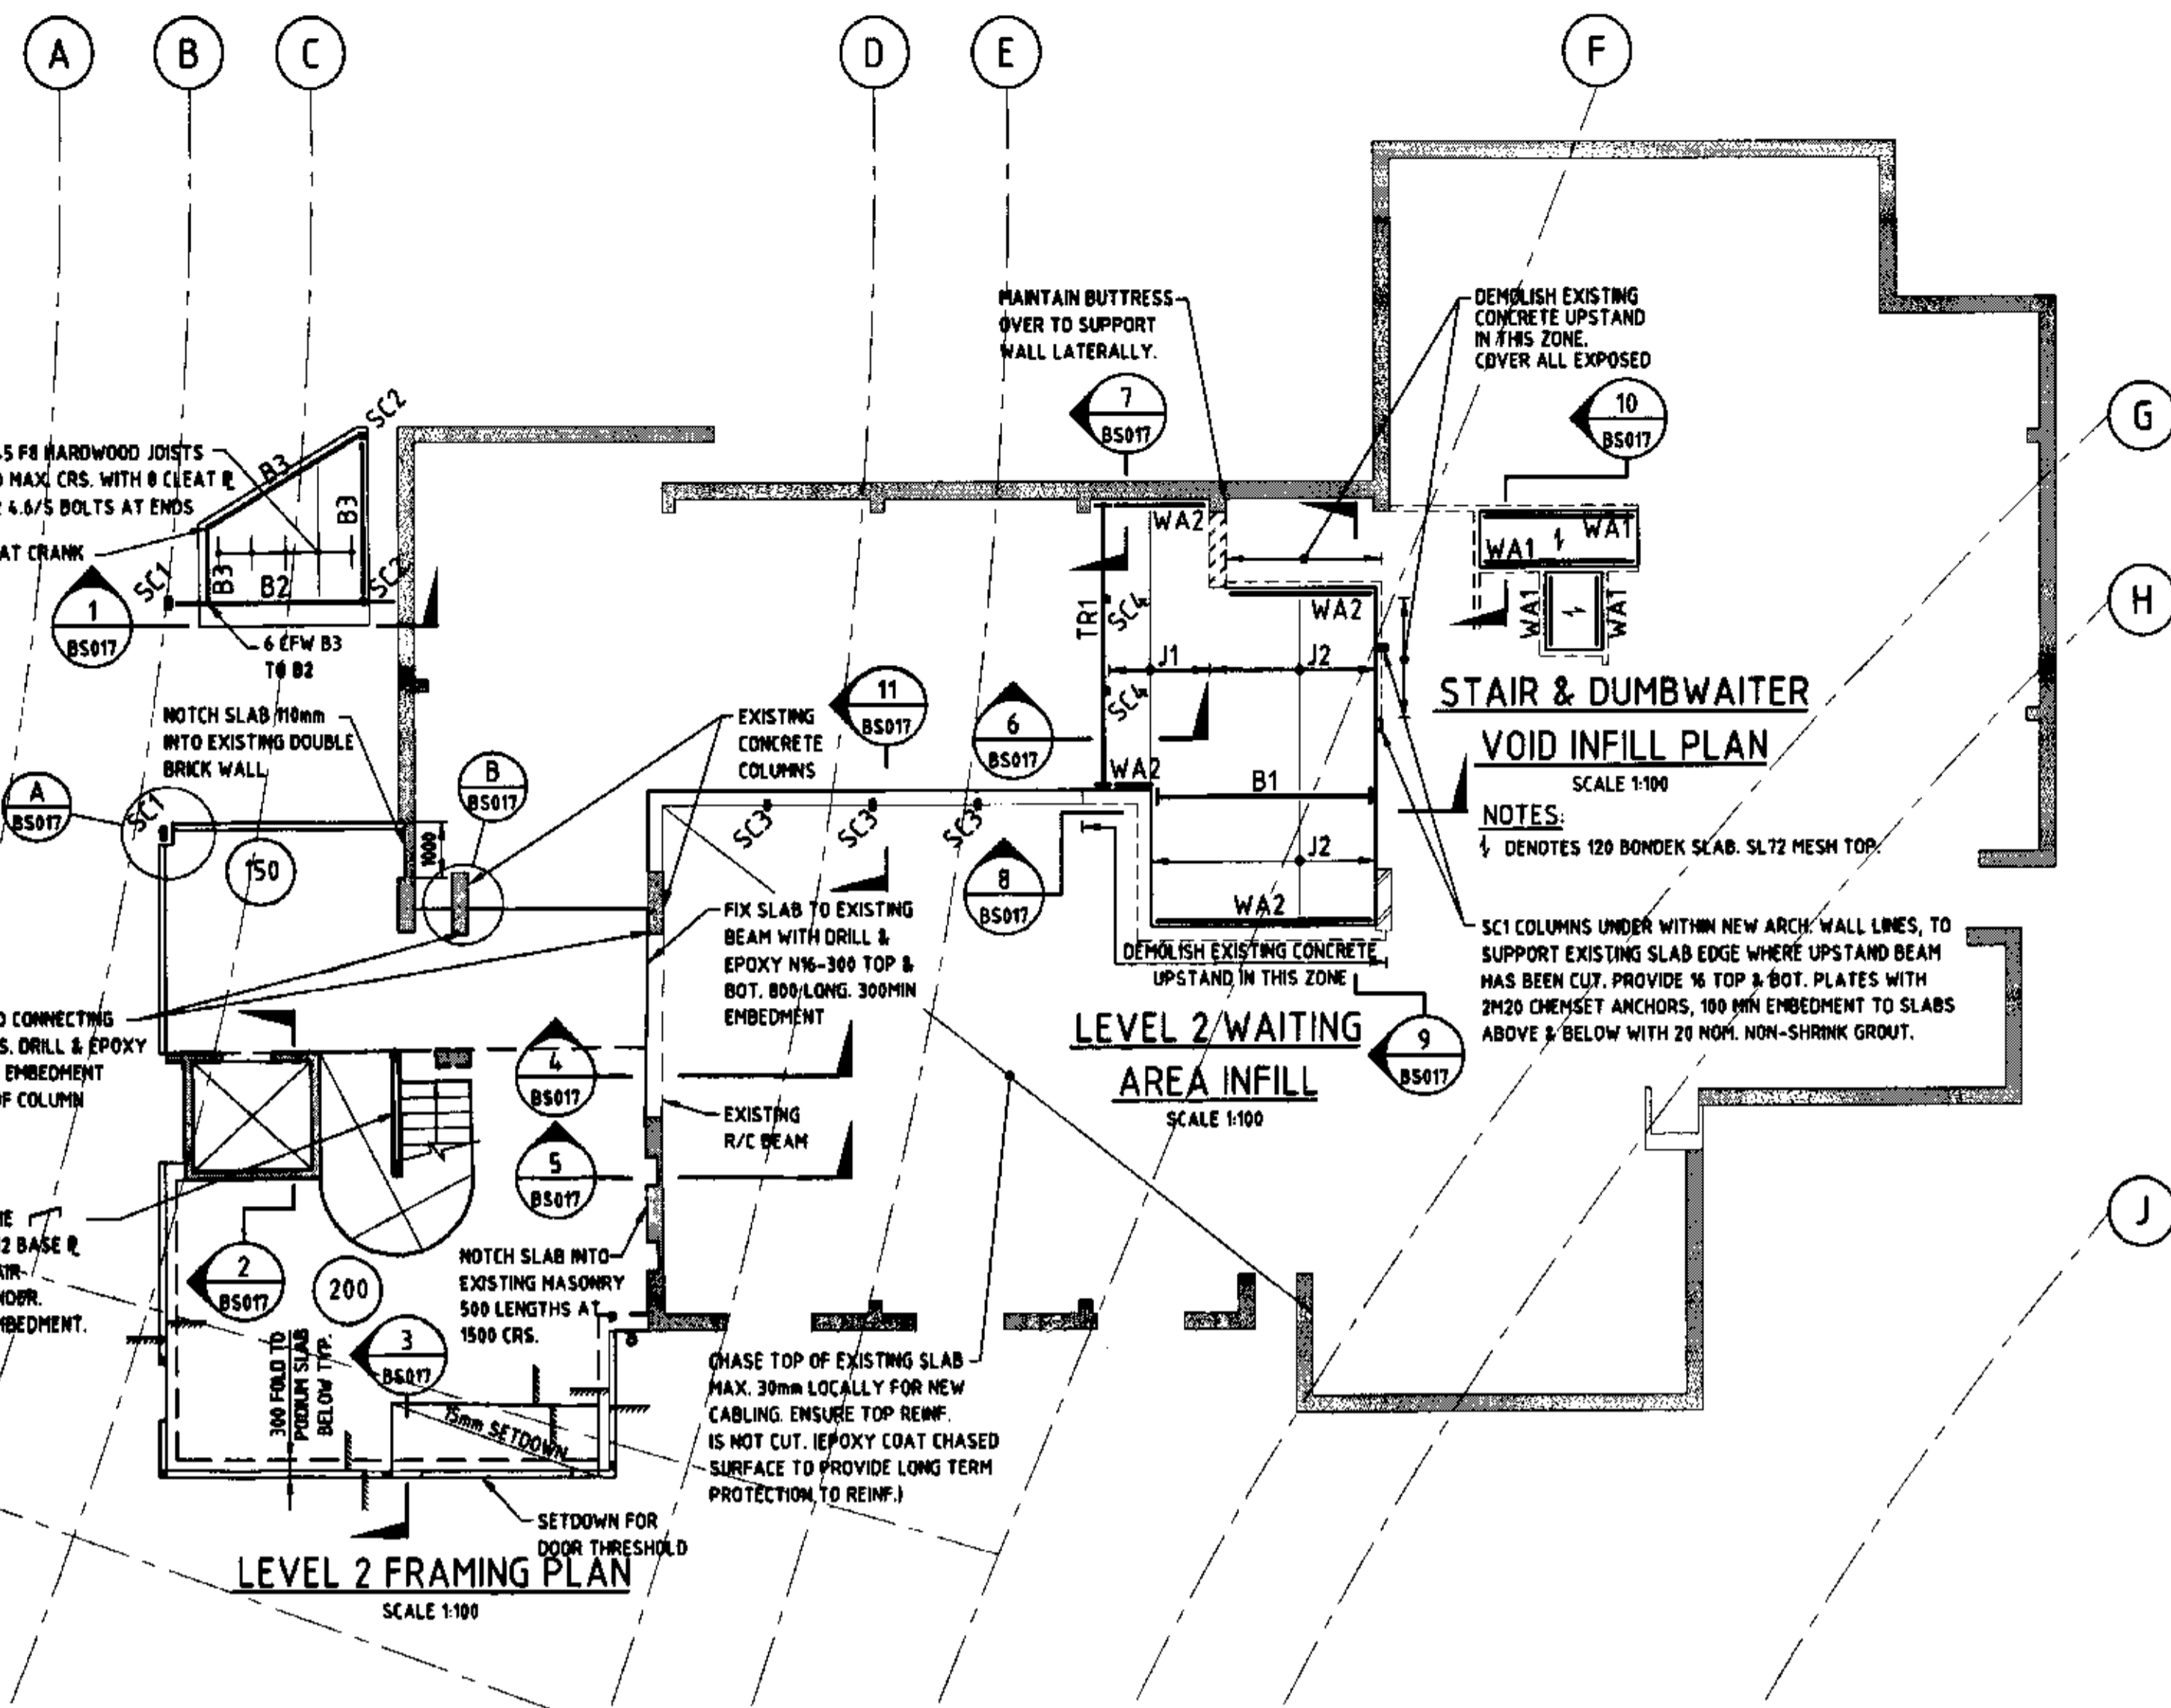 A
B
C
D
E
F
G
H
J
MAINTAIN BUTTRESS
OVER TO SUPPORT
WALL LATERALLY.
DEMOLISH EXISTING
CONCRETE UPSTAND
IN THIS ZONE.
COVER ALL EXPOSED
7
BS017
10
BS017
5 F8 HARDWOOD JOISTS
MAX. CRS. WITH 8 CLEAT PL
4.6/S BOLTS AT ENDS
AT CRANK
SC2
B3
B3
B3
B2
SC1
SC2
1
BS017
6 CFW B3
TO B2
NOTCH SLAB 110mm
INTO EXISTING DOUBLE
BRICK WALL
A
BS017
SC1
150
1000
B
BS017
EXISTING
CONCRETE
COLUMNS
11
BS017
6
BS017
WA2
TR1
SC4
SC4
J1
J2
WA2
WA2
B1
J2
WA2
SC3
SC3
SC3
8
BS017
WA1
WA1
WA1
WA1
STAIR & DUMBWAITER
VOID INFILL PLAN
SCALE 1:100
NOTES:
DENOTES 120 BONDEK SLAB. SL72 MESH TOP.
SC1 COLUMNS UNDER WITHIN NEW ARCH. WALL LINES, TO
SUPPORT EXISTING SLAB EDGE WHERE UPSTAND BEAM
HAS BEEN CUT. PROVIDE 16 TOP & BOT. PLATES WITH
2M20 CHEMSET ANCHORS, 100 MIN EMBEDMENT TO SLABS
ABOVE & BELOW WITH 20 NOM. NON-SHRINK GROUT.
DEMOLISH EXISTING CONCRETE
UPSTAND IN THIS ZONE
LEVEL 2 WAITING
AREA INFILL
SCALE 1:100
9
BS017
FIX SLAB TO EXISTING
BEAM WITH DRILL &
EPOXY N16-300 TOP &
BOT. 800 LONG. 300MIN
EMBEDMENT
CONNECTING
DRILL & EPOXY
EMBEDMENT
OF COLUMN
4
BS017
EXISTING
R/C BEAM
5
BS017
12 BASE PL
EMBEDMENT.
2
BS017
200
NOTCH SLAB INTO
EXISTING MASONRY
500 LENGTHS AT
1500 CRS.
3
BS017
300 FOLD TO
PODIUM SLAB
BELOW TYP.
75mm SETDOWN
CHASE TOP OF EXISTING SLAB
MAX. 30mm LOCALLY FOR NEW
CABLING. ENSURE TOP REINF.
IS NOT CUT. (EPOXY COAT CHASED
SURFACE TO PROVIDE LONG TERM
PROTECTION TO REINF.)
SETDOWN FOR
DOOR THRESHOLD
LEVEL 2 FRAMING PLAN
SCALE 1:100